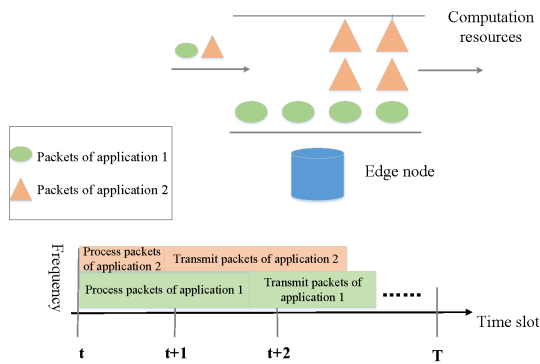 Computation
resources
Packets of application 1
Packets of application 2
Edge node
Frequency
Process packets
of application 2
Transmit packets of application 2
Process packets of application 1
Transmit packets of
application 1
Time slot
t
t+1
t+2
T